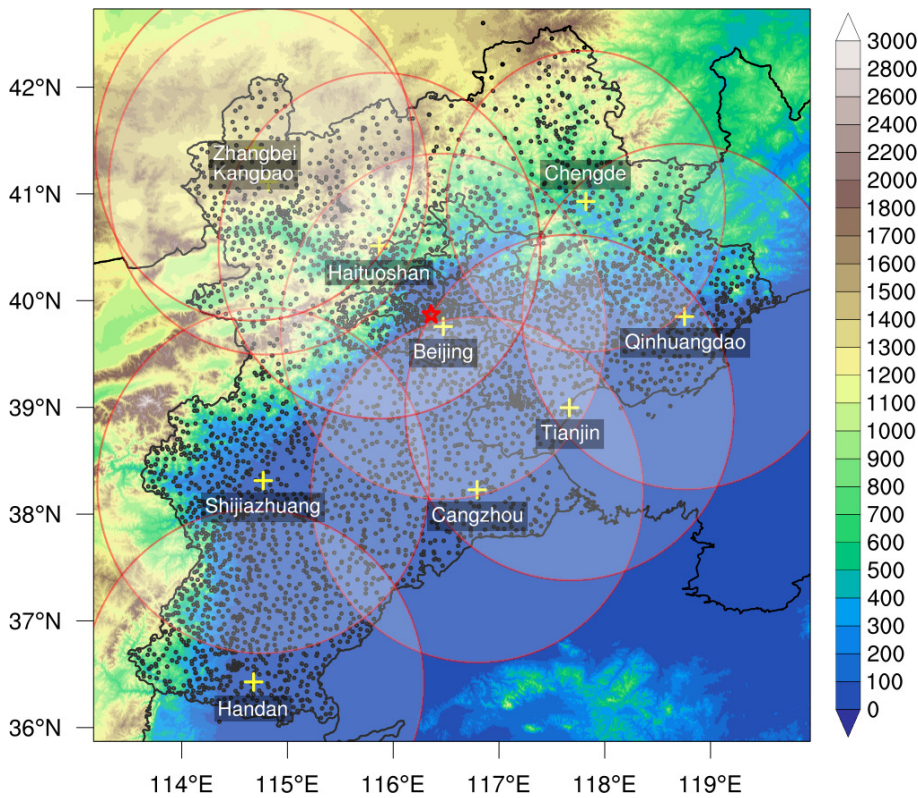 42°N
41°N
40°N
39°N
38°N
37°N
36°N
114°E
115°E
116°E
117°E
118°E
119°E
Zhangbei
Kangbao
Chengde
Haituoshan
Beijing
Qinhuangdao
Tianjin
Shijiazhuang
Cangzhou
Handan
3000
2800
2600
2400
2200
2000
1800
1700
1600
1500
1400
1300
1200
1100
1000
900
800
700
600
500
400
300
200
100
0